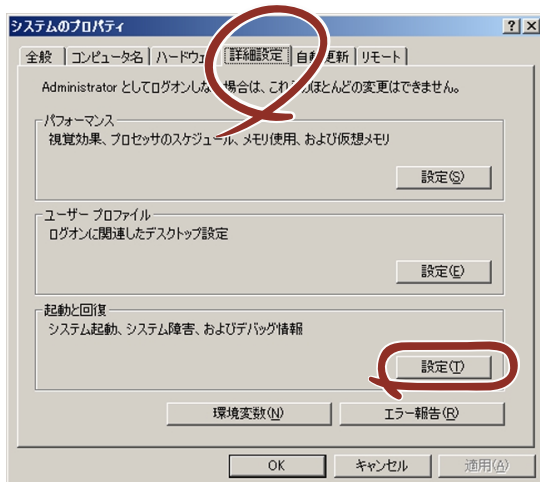 システムのプロパティ
全般 コンピュータ名 ハードウェ 詳細設定 自動更新 リモート
Administrator としてログオンしない場合は、これらのほとんどの変更はできません。
パフォーマンス
視覚効果、プロセッサのスケジュール、メモリ使用、および仮想メモリ
設定(S)
ユーザー プロファイル
ログオンに関連したデスクトップ設定
設定(E)
起動と回復
システム起動、システム障害、およびデバッグ情報
設定(T)
環境変数(N) エラー報告(R)
OK キャンセル 適用(A)